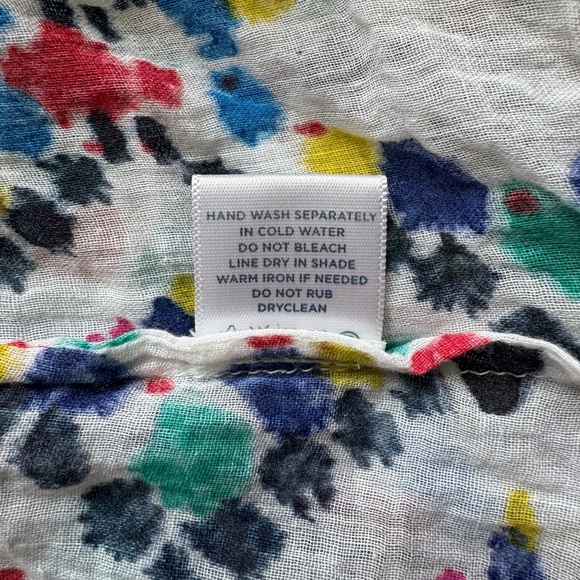 HAND WASH SEPARATELY
IN COLD WATER
DO NOT BLEACH
LINE DRY IN SHADE
WARM IRON IF NEEDED
DO NOT RUB
DRYCLEAN